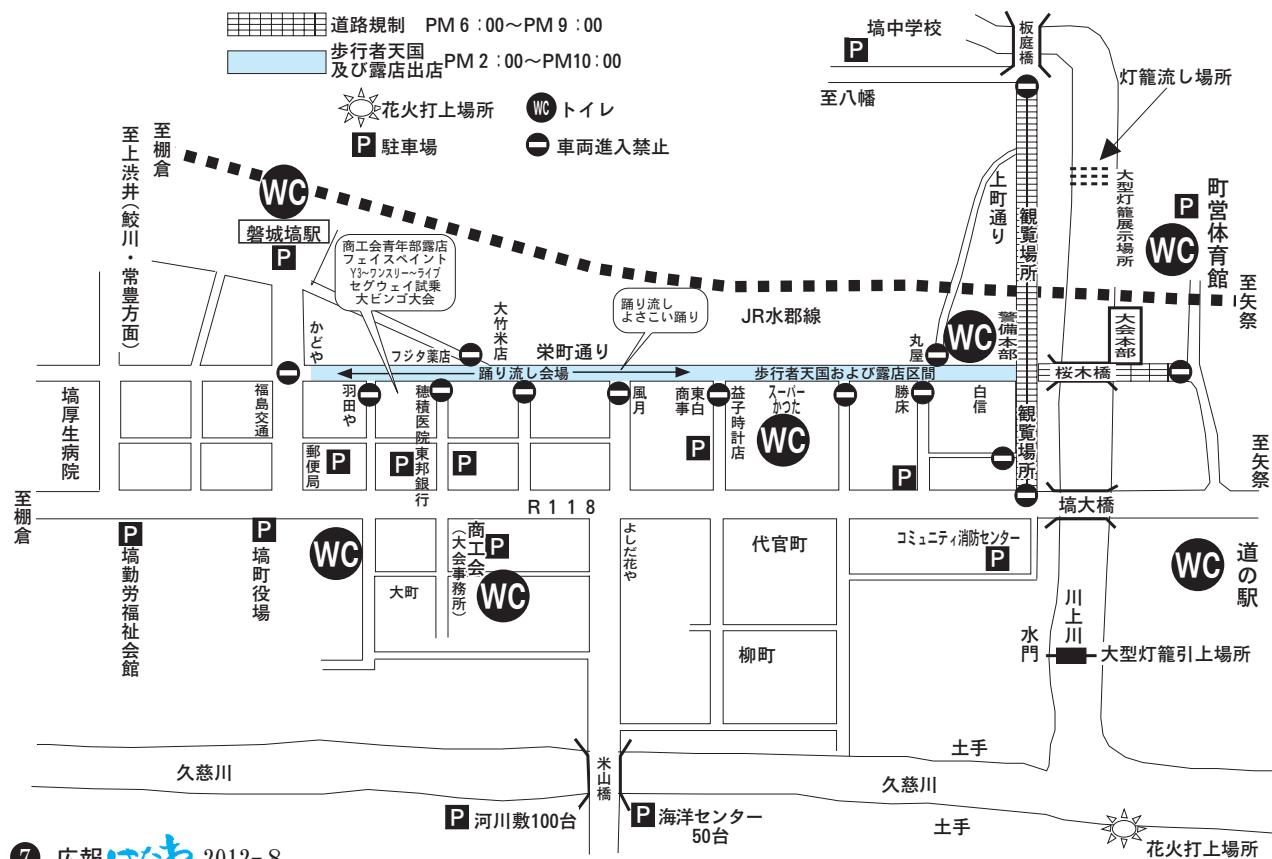 道路規制 PM 6：00〜PM 9：00
歩行者天国
及び露店出店 PM 2：00〜PM10：00
花火打上場所
WC トイレ
P 駐車場
車両進入禁止
塙中学校
P
板庭橋
至八幡
灯籠流し場所
至上渋井（鮫川・常豊方面）
至棚倉
WC
磐城塙駅
P
商工会青年部露店
フェイスペイント
Y3〜ワンスリー〜ライブ
セグウェイ試乗
大ビンゴ大会
踊り流し
よさこい踊り
JR水郡線
上町通り
観覧場所
大型灯籠展示場所
町営体育館
P
WC
至矢祭
かどや
フジタ薬店
大竹米店
栄町通り
丸屋
WC
警備本部
大会本部
踊り流し会場
歩行者天国および露店区間
桜木橋
塙厚生病院
福島交通
羽田や
穂積医院
東邦銀行
風月
東白商事
益子時計店
スーパー
かつた
WC
勝床
白信
観覧場所
郵便局
P
P
P
P
P
至矢祭
至棚倉
R118
塙大橋
P
塙勤労福祉会館
P
塙町役場
WC
大町
商工会
（大会事務所）
P
WC
よしだ花や
代官町
コミュニティ消防センター
P
WC
道の駅
柳町
川上川
水門
大型灯籠引上場所
久慈川
米山橋
久慈川
土手
土手
P 河川敷100台
P 海洋センター
50台
花火打上場所
7 広報 はなわ 2012-8